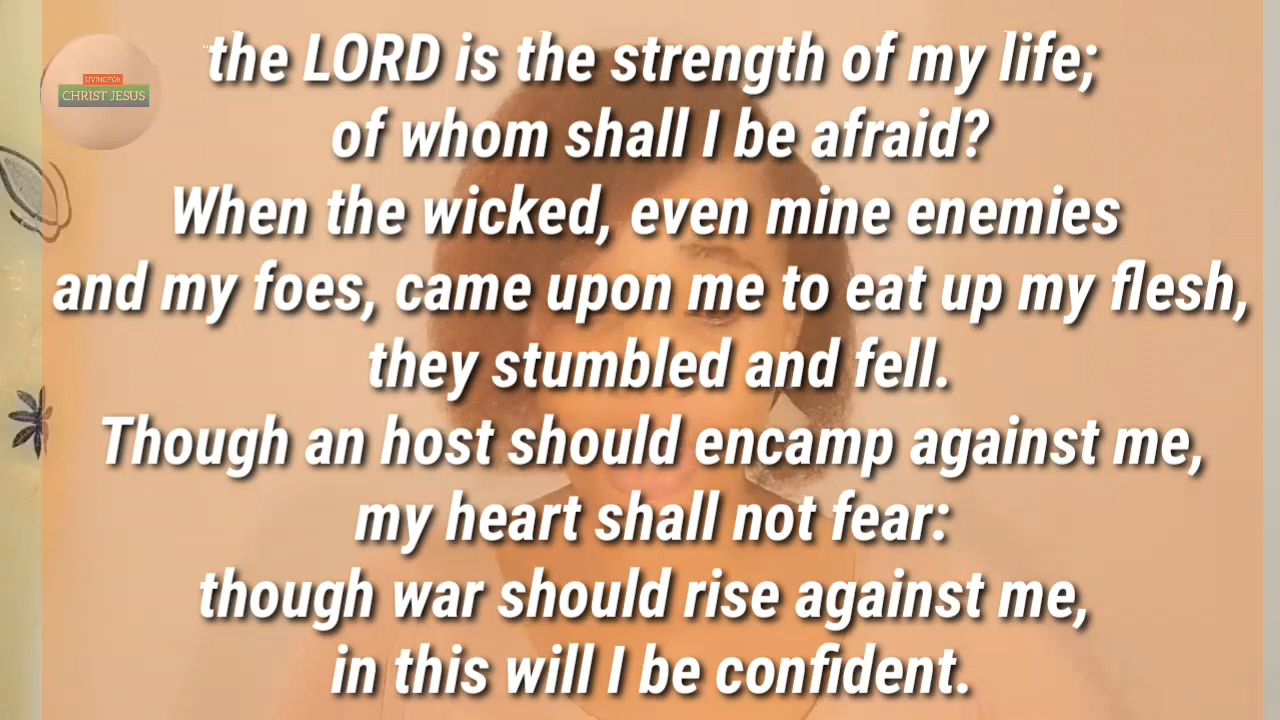 the LORD is the strength of my life;
LIVING FOR
CHRIST JESUS
of whom shall I be afraid?
When the wicked, even mine enemies
and my foes, came upon me to eat up my flesh,
they stumbled and fell.
Though an host should encamp against me,
my heart shall not fear:
though war should rise against me,
in this will I be confident.